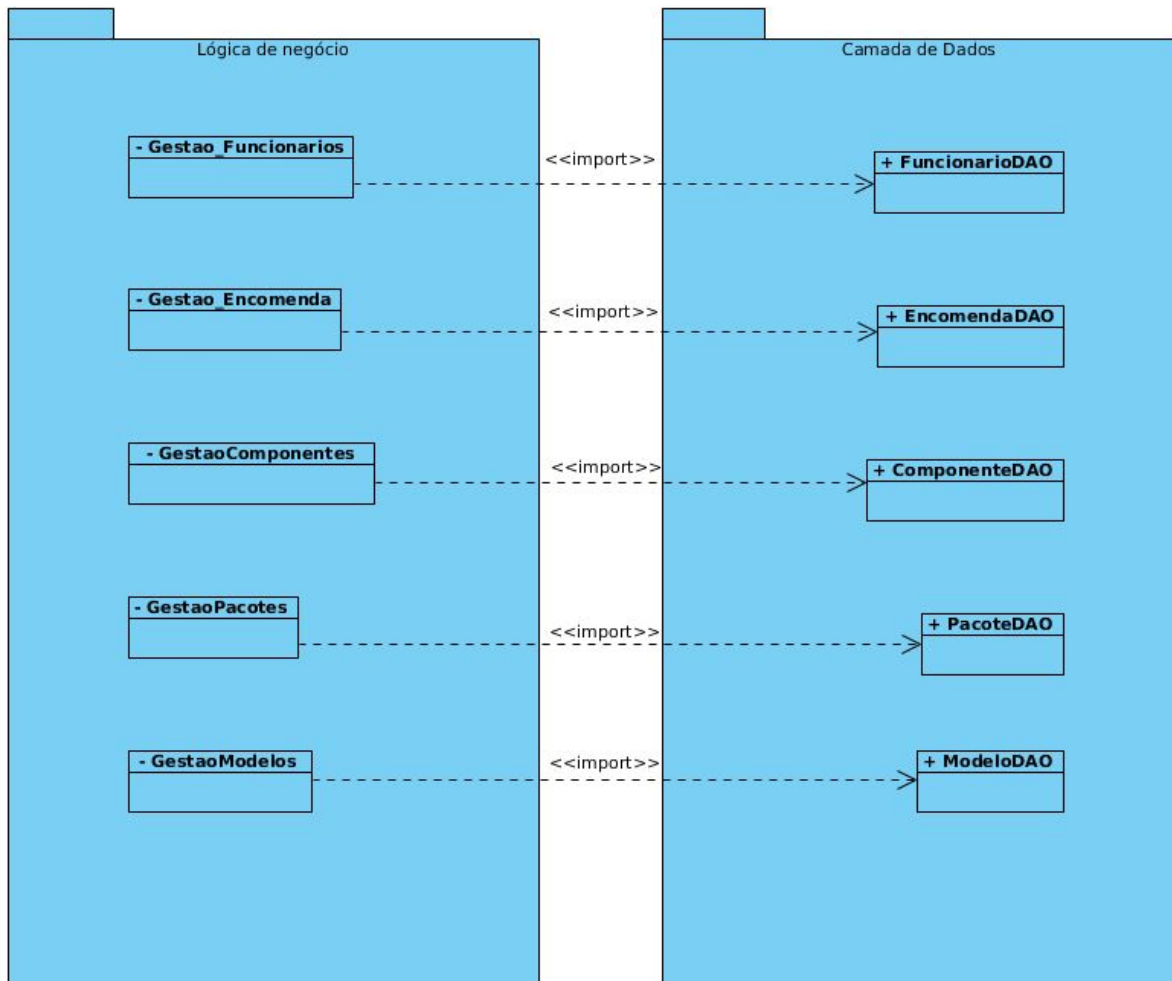 Lógica de negócio
Camada de Dados
- Gestao_Funcionarios
<<import>>
+ FuncionarioDAO
- Gestao_Encomenda
<<import>>
+ EncomendaDAO
- GestaoComponentes
<<import>>
+ ComponenteDAO
- GestaoPacotes
<<import>>
+ PacoteDAO
- GestaoModelos
<<import>>
+ ModeloDAO